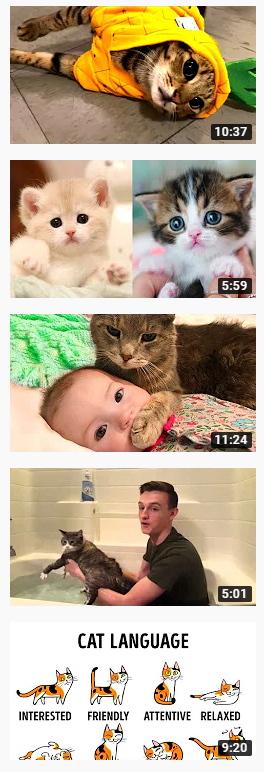 10:37
5:59
11:24
5:01
CAT LANGUAGE
INTERESTED FRIENDLY ATTENTIVE RELAXED
9:20